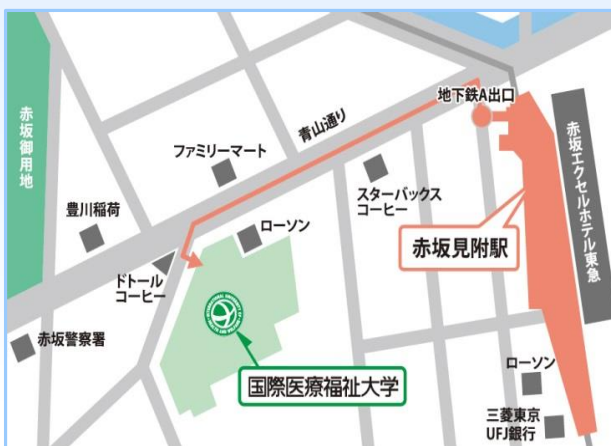 地下鉄A出口
青山通り
赤坂御用地
ファミリーマート
スターバックス
コーヒー
赤坂エクセルホテル東急
豊川稲荷
ローソン
赤坂見附駅
ドトール
コーヒー
赤坂警察署
国際医療福祉大学
ローソン
三菱東京
UFJ銀行